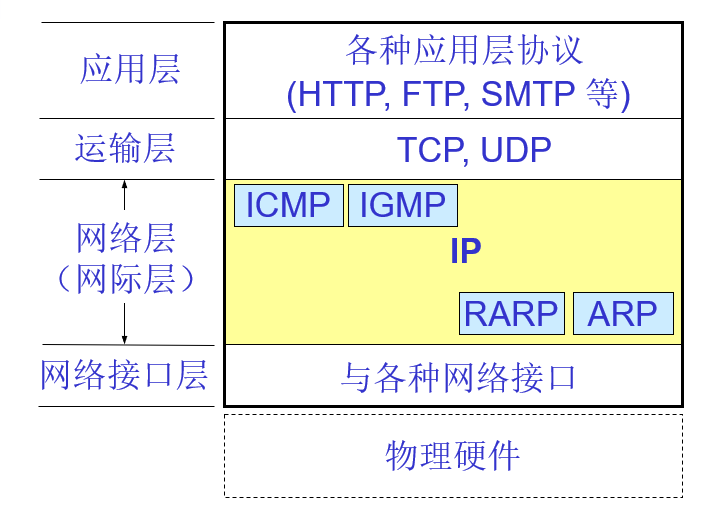 应用层
各种应用层协议
(HTTP, FTP, SMTP 等)
运输层
TCP, UDP
网络层
（网际层）
ICMP
IGMP
IP
RARP
ARP
网络接口层
与各种网络接口
物理硬件